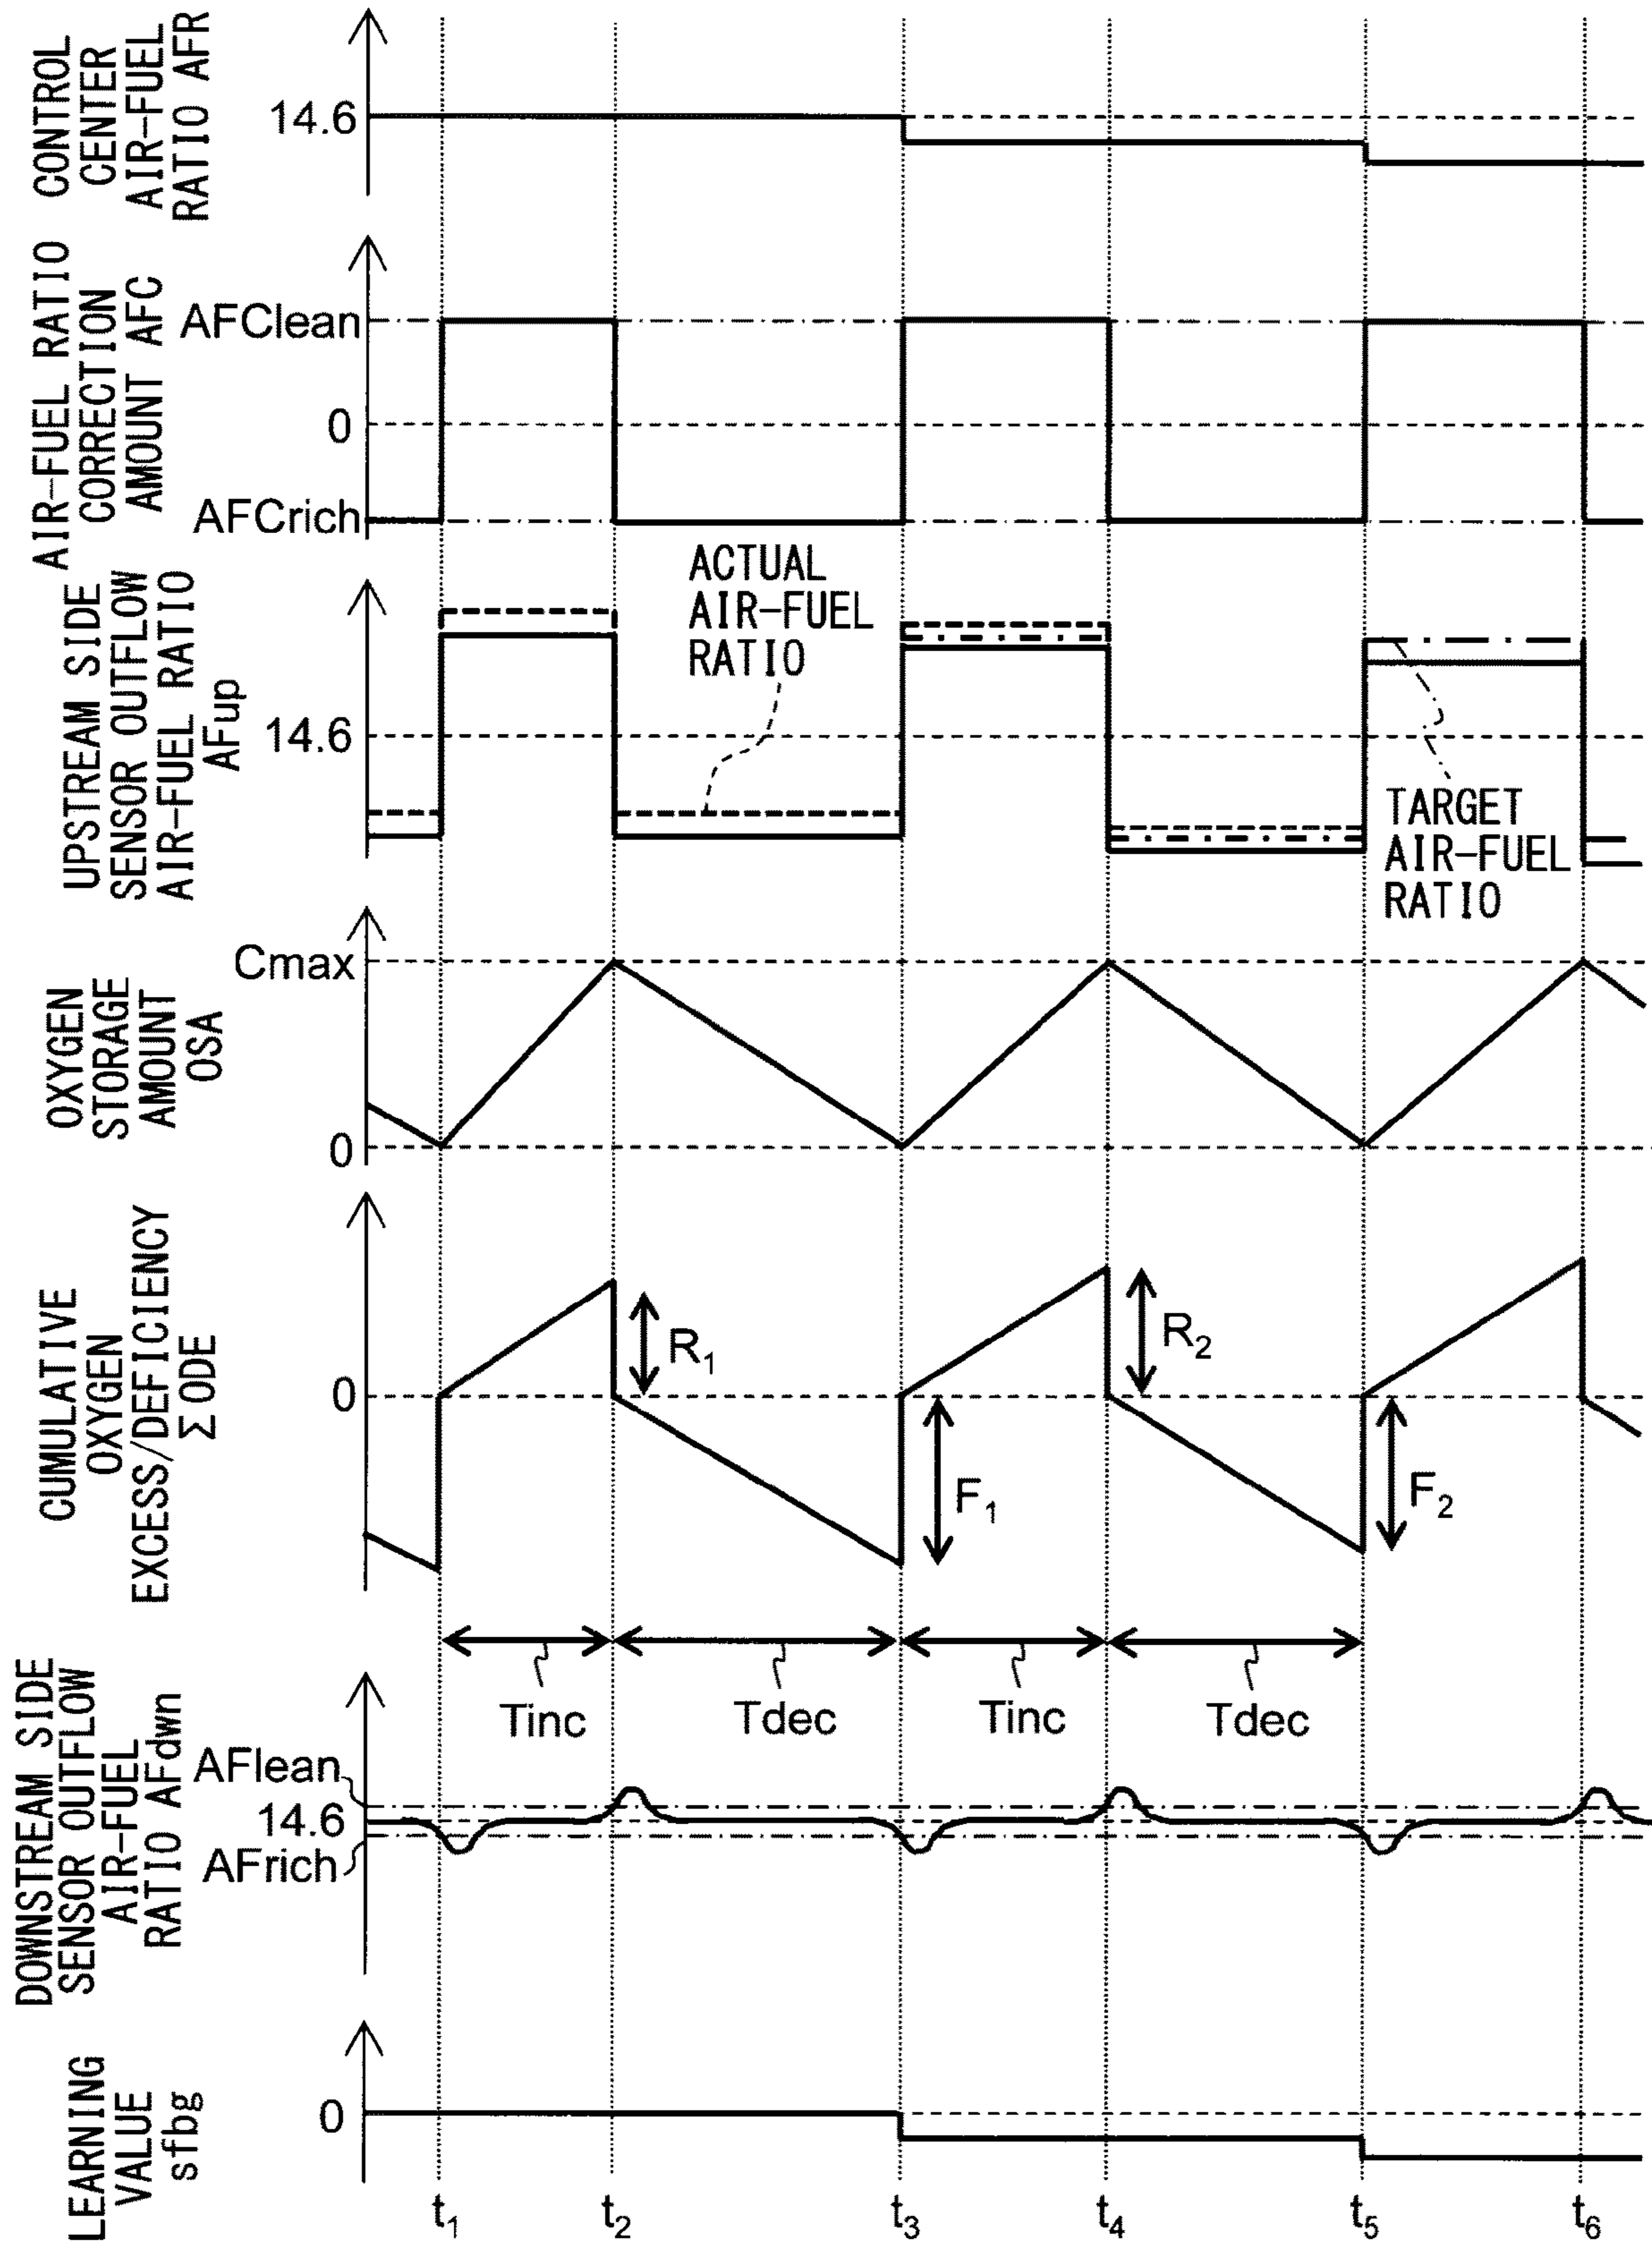 CONTROL
CENTER
AIR-FUEL
RATIO AFR
14.6
AIR-FUEL RATIO
CORRECTION
AMOUNT AFC
AFClean
0
AFCrich
UPSTREAM SIDE
SENSOR OUTFLOW
AIR-FUEL RATIO
AFup
14.6
ACTUAL
AIR-FUEL
RATIO
TARGET
AIR-FUEL
RATIO
OXYGEN
STORAGE
AMOUNT
OSA
Cmax
0
CUMULATIVE
OXYGEN
EXCESS/DEFICIENCY
ΣODE
0
R₁
F₁
R₂
F₂
Tinc
Tdec
Tinc
Tdec
DOWNSTREAM SIDE
SENSOR OUTFLOW
AIR-FUEL
RATIO AFdwn
AFlean
14.6
AFrich
LEARNING
VALUE
sfbg
0
t₁
t₂
t₃
t₄
t₅
t₆